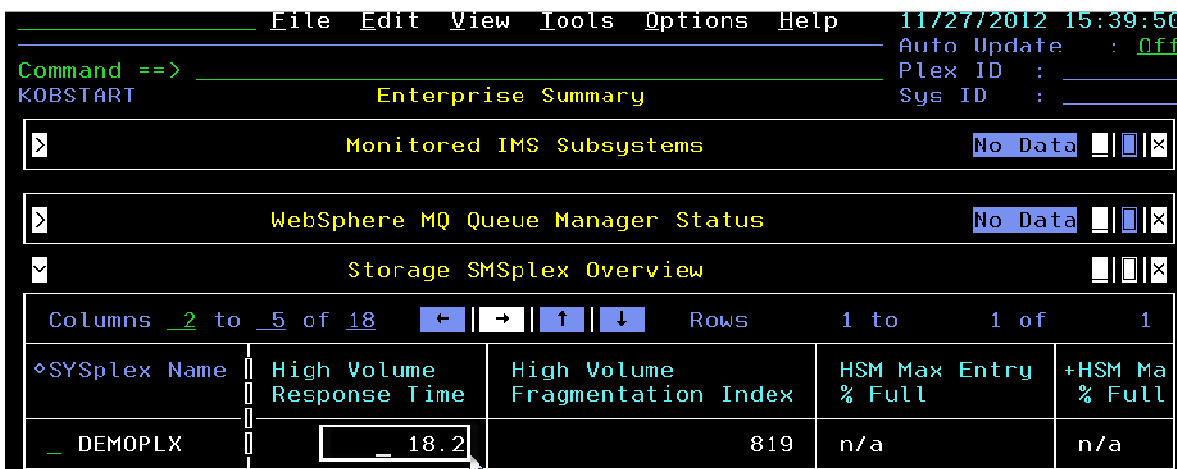 File Edit View Tools Options Help 11/27/2012 15:39:50
Auto Update : Off
Command ==> Plex ID :
KOBSTART Enterprise Summary Sys ID :
> Monitored IMS Subsystems No Data _ x
> WebSphere MQ Queue Manager Status No Data _ x
Storage SMSplex Overview _ x
Columns 2 to 5 of 18 ← → ↑ ↓ Rows 1 to 1 of 1
◇SYSplex Name High Volume High Volume HSM Max Entry +HSM Ma
Response Time Fragmentation Index % Full % Full
_ DEMOPLX _ 18.2 819 n/a n/a